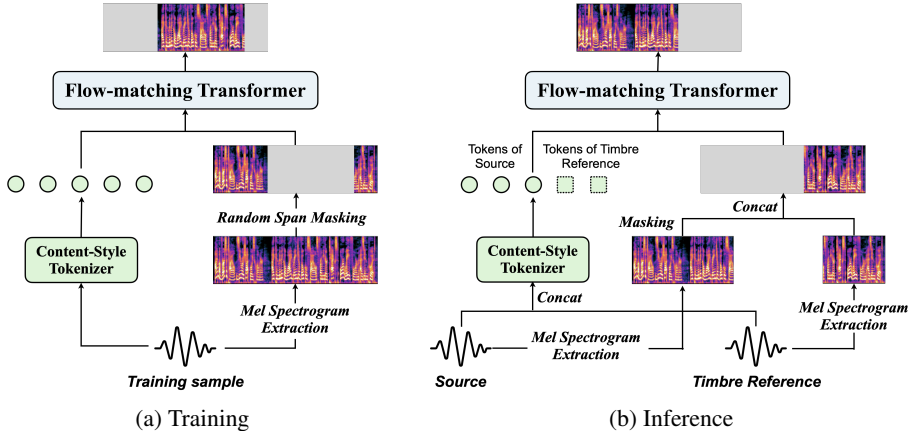 Flow-matching Transformer
Random Span Masking
Content-Style
Tokenizer
Mel Spectrogram
Extraction
Training sample
(a) Training
Flow-matching Transformer
Tokens of
Source
Tokens of Timbre
Reference
Concat
Masking
Content-Style
Tokenizer
Concat
Mel Spectrogram
Extraction
Mel Spectrogram
Extraction
Source
Timbre Reference
(b) Inference